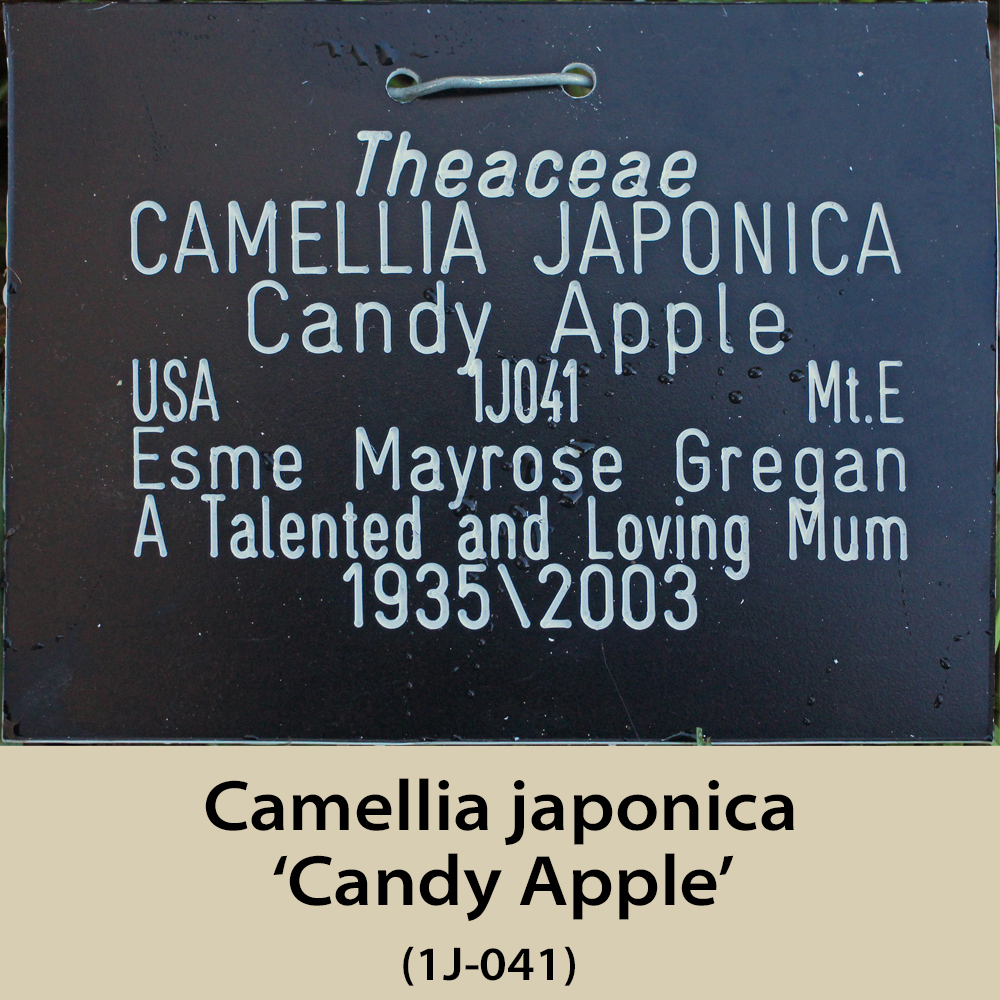 Theaceae
CAMELLIA JAPONICA
Candy Apple
USA 1J041 Mt.E
Esme Mayrose Gregan
A Talented and Loving Mum
1935\2003
Camellia japonica
‘Candy Apple’
(1J-041)